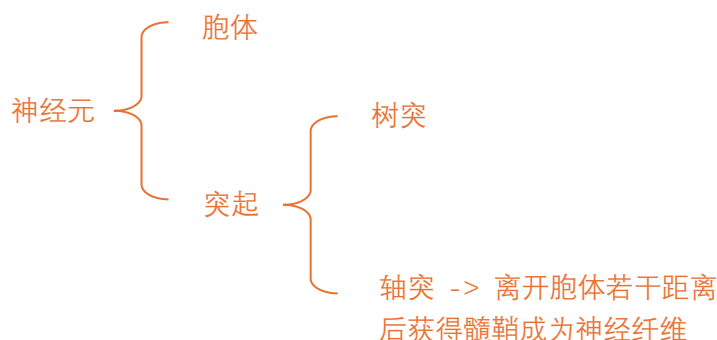 胞体
神经元
树突
突起
轴突 -> 离开胞体若干距离
后获得髓鞘成为神经纤维